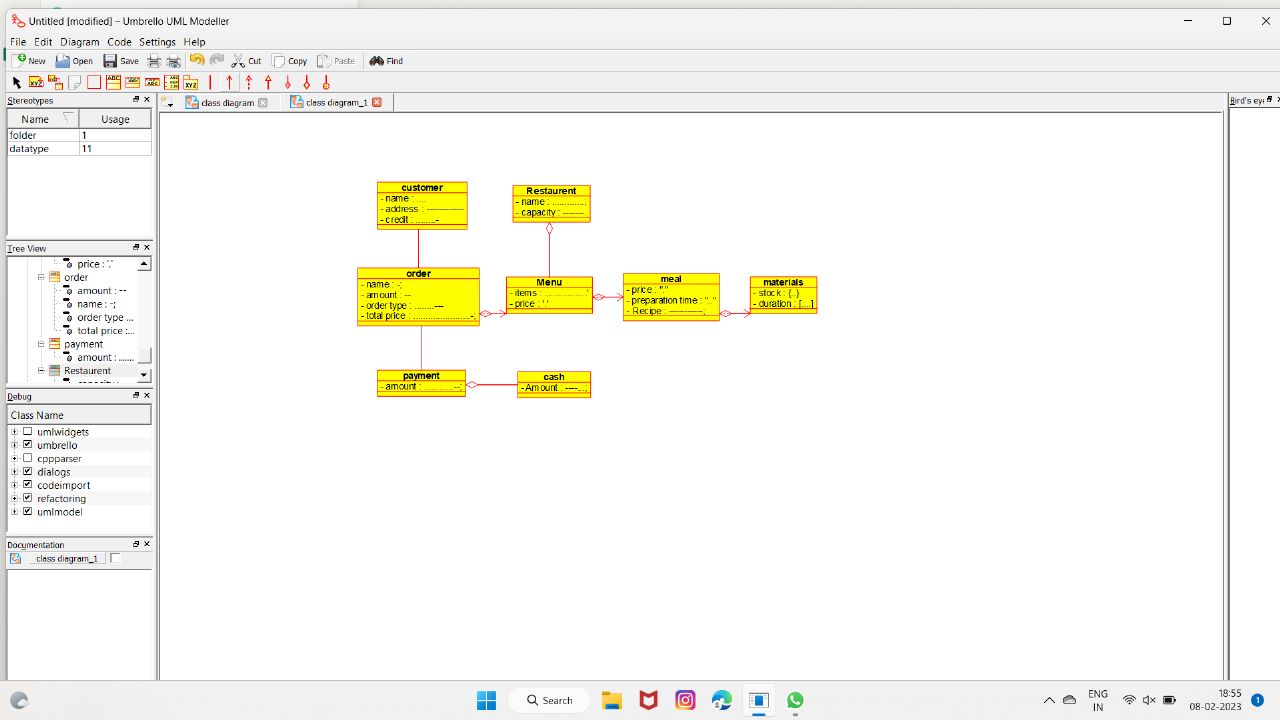 Untitled [modified] – Umbrello UML Modeller
File Edit Diagram Code Settings Help
New Open Save Cut Copy Paste Find
Stereotypes
class diagram
class diagram_1
Bird's eye
Name Usage
folder 1
datatype 11
Tree View
price : '.'
order
amount : --
name : -;
order type ...
total price :...
payment
amount : .......
Restaurent
capacity
Debug
Class Name
umlwidgets
umbrello
cppparser
dialogs
codeimport
refactoring
umlmodel
Documentation
class diagram_1
customer
- name : ....
- address : --------------
- credit : ........-
Restaurent
- name : ..............
- capacity : --------.
order
- name : -;
- amount : --
- order type : ........---
- total price : .......................-;
Menu
- items : .................'
- price : '.'
meal
- price : "."
- preparation time : ".."
- Recipe : -------------;
materials
- stock : {..}
- duration : [....]
payment
- amount : ............--;
cash
- Amount : ----...;
Search
ENG
IN
18:55
08-02-2023
1